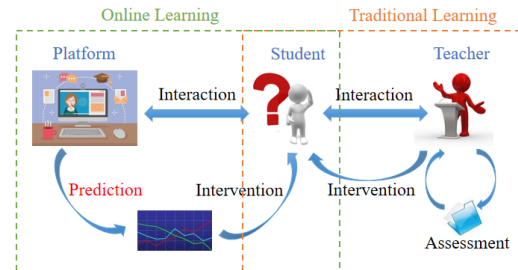 Online Learning
Traditional Learning
Platform
Student
Teacher
Interaction
Interaction
Prediction
Intervention
Intervention
Assessment